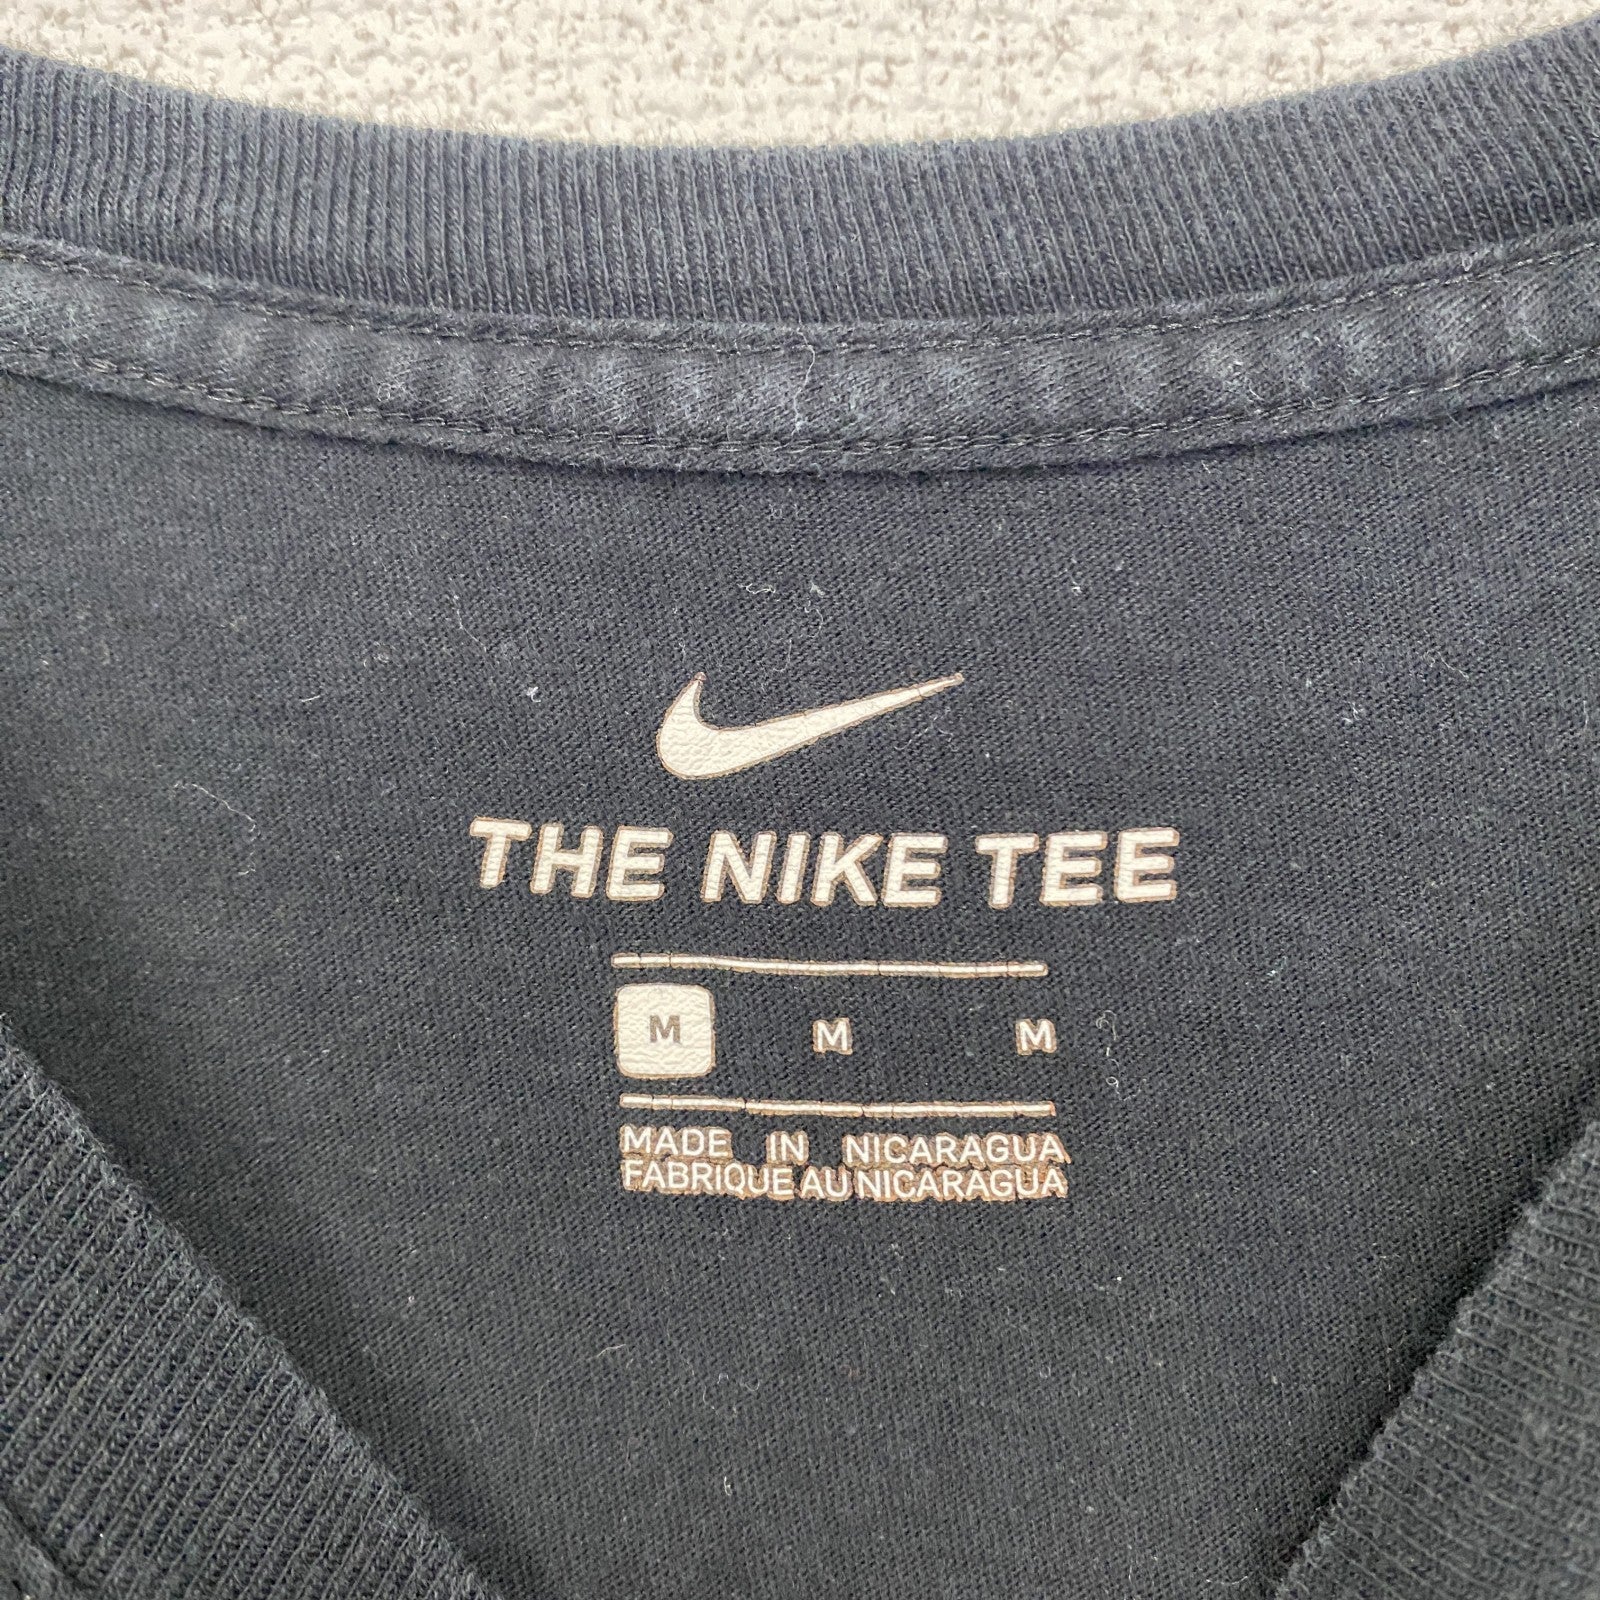 THE NIKE TEE
M M M
MADE IN NICARAGUA
FABRIQUE AU NICARAGUA